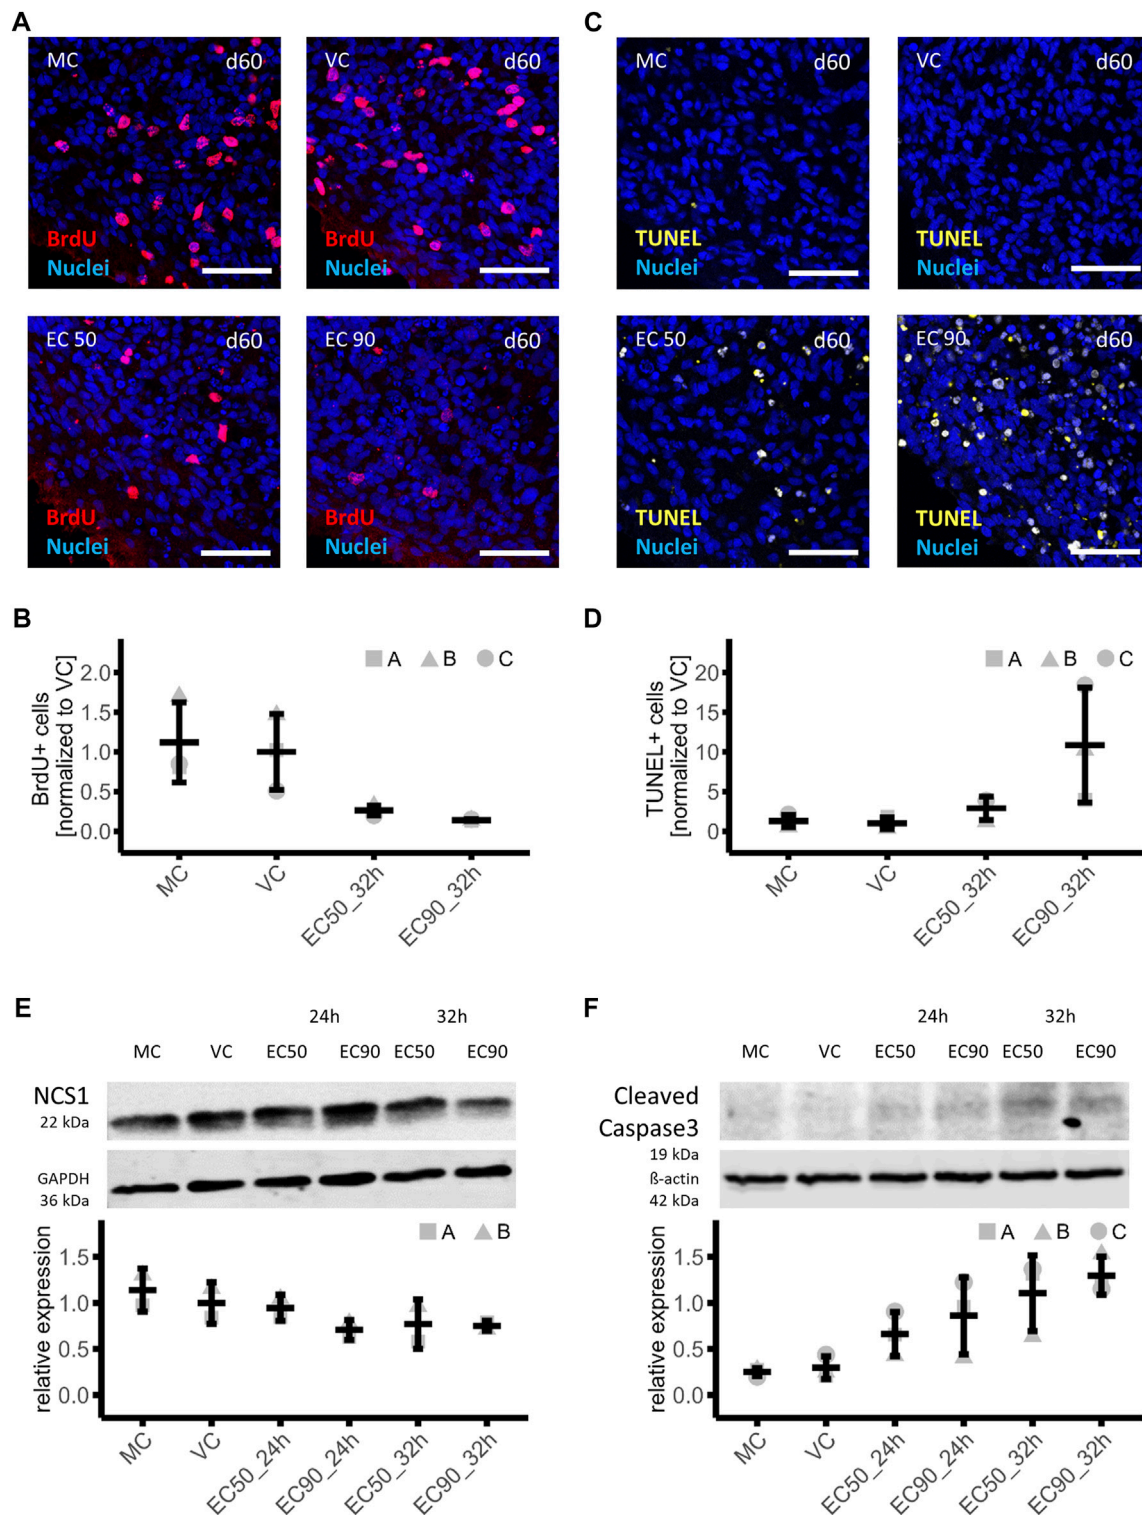 A
MC d60
BrdU
Nuclei
VC d60
BrdU
Nuclei
EC 50 d60
BrdU
Nuclei
EC 90 d60
BrdU
Nuclei
C
MC d60
TUNEL
Nuclei
VC d60
TUNEL
Nuclei
EC 50 d60
TUNEL
Nuclei
EC 90 d60
TUNEL
Nuclei
B
BrdU+ cells
[normalized to VC]
A B C
2.0
1.5
1.0
0.5
0.0
MC VC EC50_32h EC90_32h
D
TUNEL+ cells
[normalized to VC]
A B C
20
15
10
5
0
MC VC EC50_32h EC90_32h
E
24h 32h
MC VC EC50 EC90 EC50 EC90
NCS1
22 kDa
GAPDH
36 kDa
relative expression
A B
1.5
1.0
0.5
0.0
MC VC EC50_24h EC90_24h EC50_32h EC90_32h
F
24h 32h
MC VC EC50 EC90 EC50 EC90
Cleaved
Caspase3
19 kDa
ß-actin
42 kDa
relative expression
A B C
1.5
1.0
0.5
0.0
MC VC EC50_24h EC90_24h EC50_32h EC90_32h